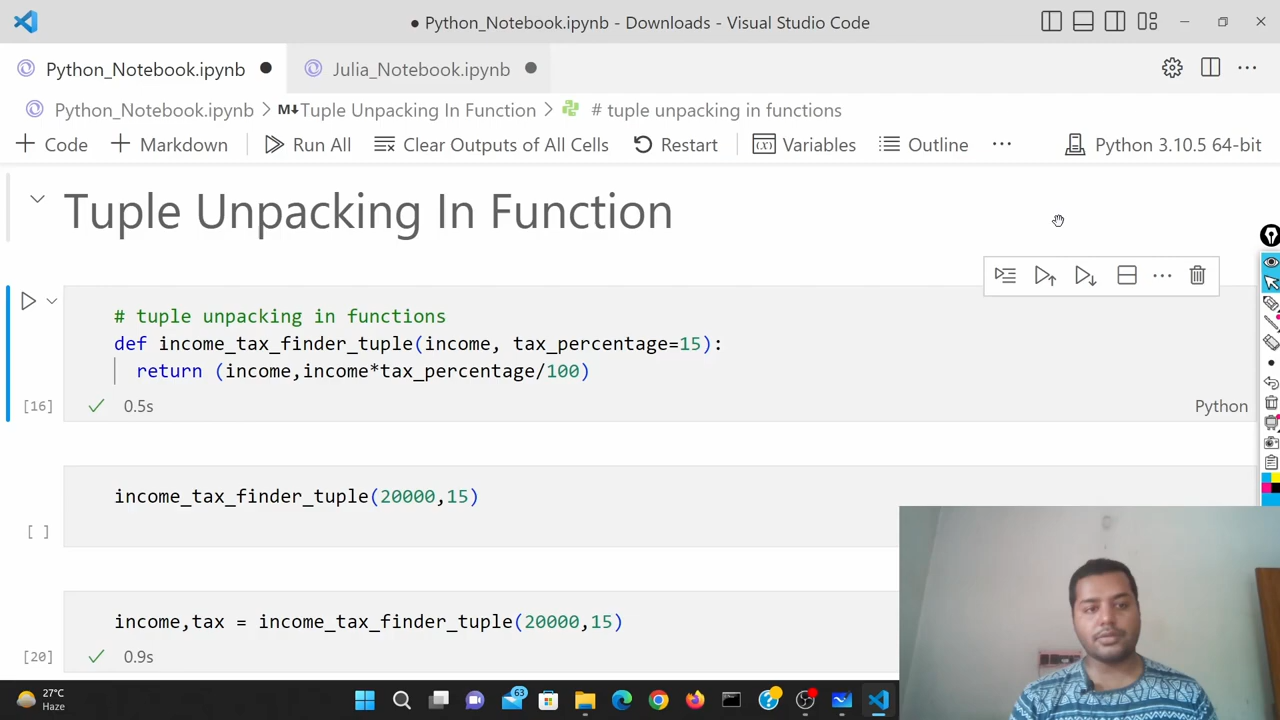 ● Python_Notebook.ipynb - Downloads - Visual Studio Code
Python_Notebook.ipynb ● Julia_Notebook.ipynb ●
Python_Notebook.ipynb > M↓Tuple Unpacking In Function > # tuple unpacking in functions
+ Code + Markdown Run All Clear Outputs of All Cells Restart Variables Outline ··· Python 3.10.5 64-bit
Tuple Unpacking In Function
# tuple unpacking in functions
def income_tax_finder_tuple(income, tax_percentage=15):
return (income,income*tax_percentage/100)
[16] ✓ 0.5s Python
income_tax_finder_tuple(20000,15)
[ ]
income,tax = income_tax_finder_tuple(20000,15)
[20] ✓ 0.9s
27°C
Haze
63